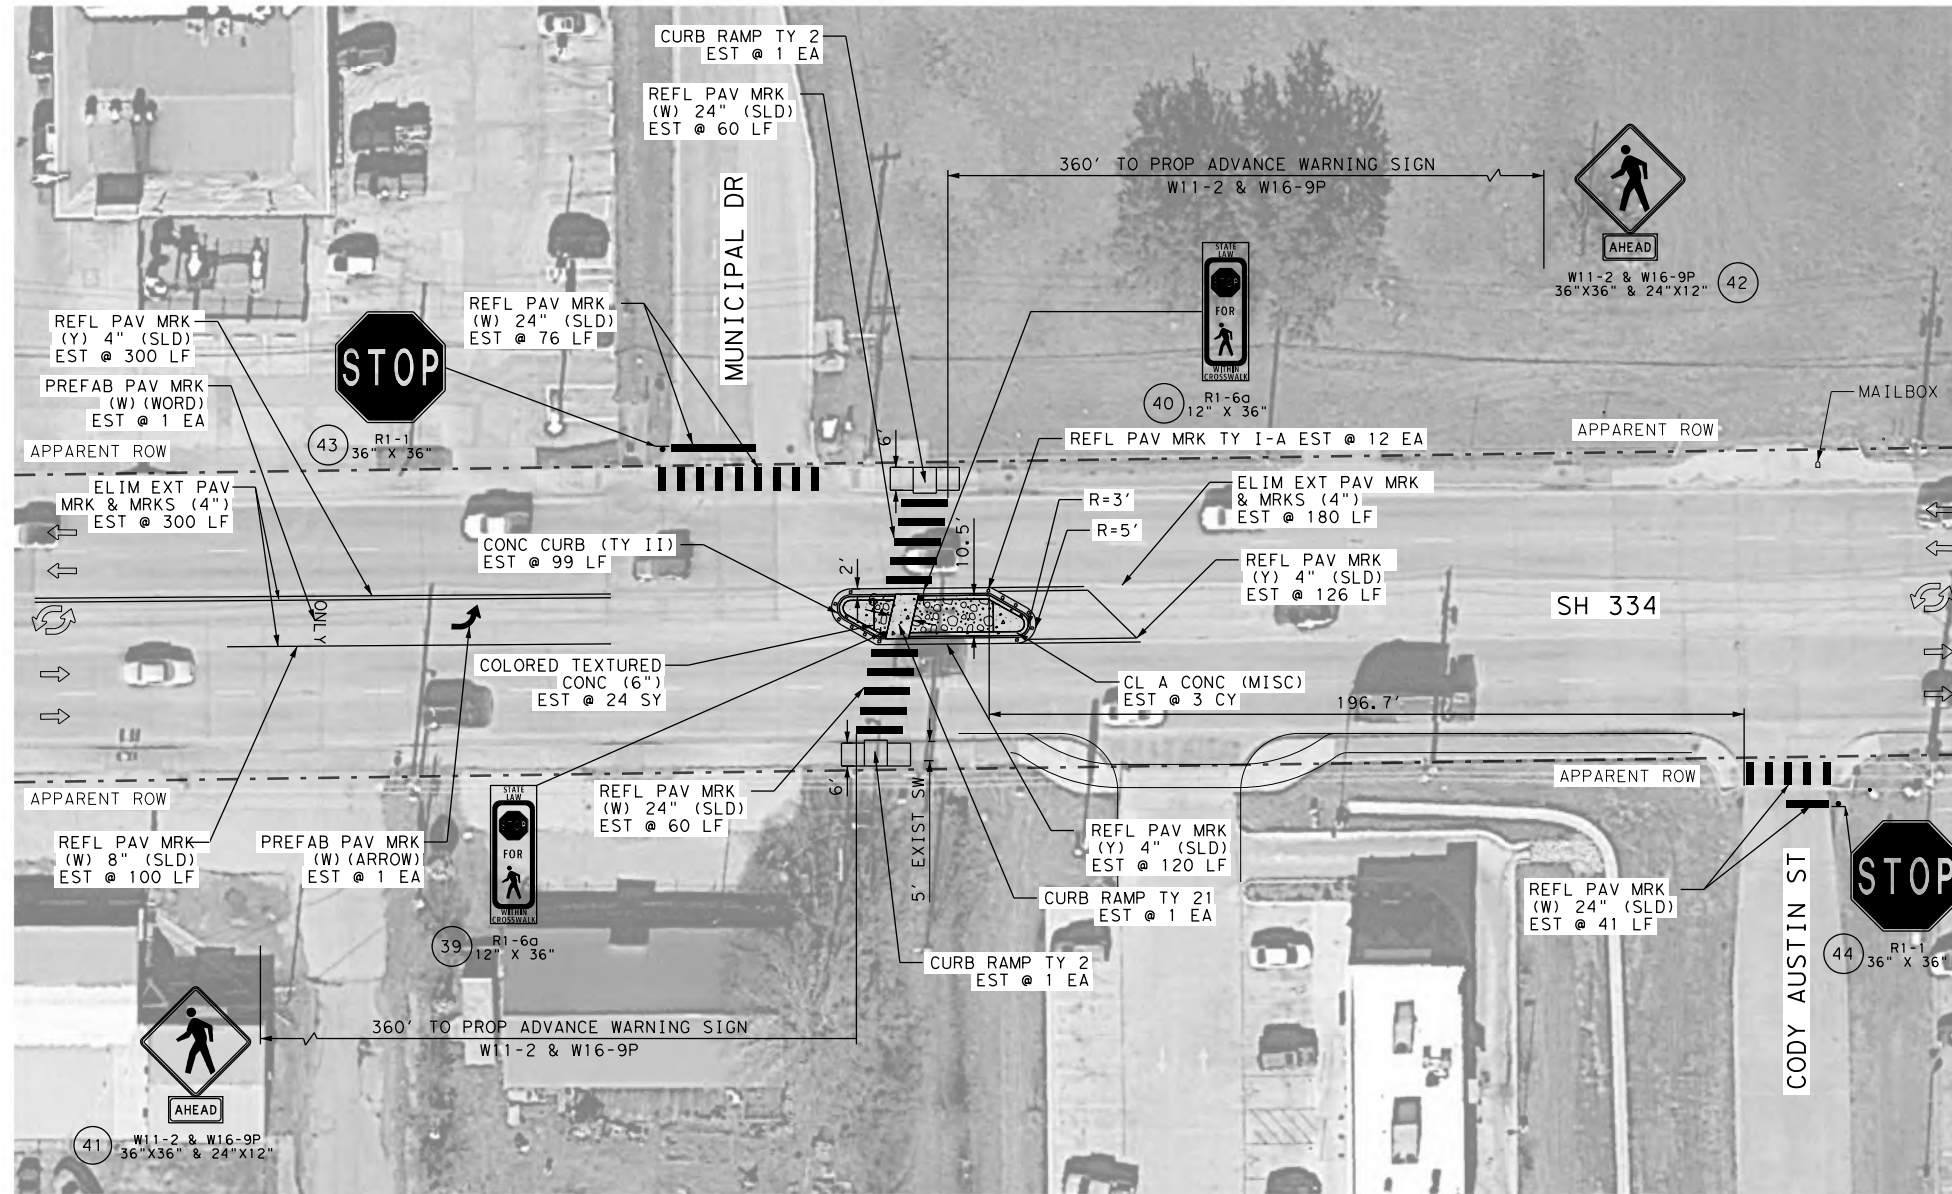 CURB RAMP TY 2
EST @ 1 EA
REFL PAV MRK
(W) 24" (SLD)
EST @ 60 LF
360' TO PROP ADVANCE WARNING SIGN
W11-2 & W16-9P
AHEAD
W11-2 & W16-9P
36"X36" & 24"X12"
42
MUNICIPAL DR
STATE
LAW
STOP
FOR
WITHIN
CROSSWALK
40
R1-6a
12" X 36"
REFL PAV MRK
(W) 24" (SLD)
EST @ 76 LF
REFL PAV MRK
(Y) 4" (SLD)
EST @ 300 LF
STOP
43
R1-1
36" X 36"
PREFAB PAV MRK
(W) (WORD)
EST @ 1 EA
MAILBOX
APPARENT ROW
APPARENT ROW
6'
REFL PAV MRK TY I-A EST @ 12 EA
ELIM EXT PAV
MRK & MRKS (4")
EST @ 300 LF
R=3'
R=5'
ELIM EXT PAV MRK
& MRKS (4")
EST @ 180 LF
CONC CURB (TY II)
EST @ 99 LF
2'
10.5'
REFL PAV MRK
(Y) 4" (SLD)
EST @ 126 LF
ONLY
SH 334
COLORED TEXTURED
CONC (6")
EST @ 24 SY
CL A CONC (MISC)
EST @ 3 CY
196.7'
APPARENT ROW
APPARENT ROW
6'
5' EXIST SW
REFL PAV MRK
(W) 24" (SLD)
EST @ 60 LF
REFL PAV MRK
(W) 8" (SLD)
EST @ 100 LF
PREFAB PAV MRK
(W) (ARROW)
EST @ 1 EA
STATE
LAW
STOP
FOR
WITHIN
CROSSWALK
39
R1-6a
12" X 36"
REFL PAV MRK
(Y) 4" (SLD)
EST @ 120 LF
CURB RAMP TY 21
EST @ 1 EA
CURB RAMP TY 2
EST @ 1 EA
REFL PAV MRK
(W) 24" (SLD)
EST @ 41 LF
CODY AUSTIN ST
STOP
44
R1-1
36" X 36"
360' TO PROP ADVANCE WARNING SIGN
W11-2 & W16-9P
AHEAD
41
W11-2 & W16-9P
36"X36" & 24"X12"